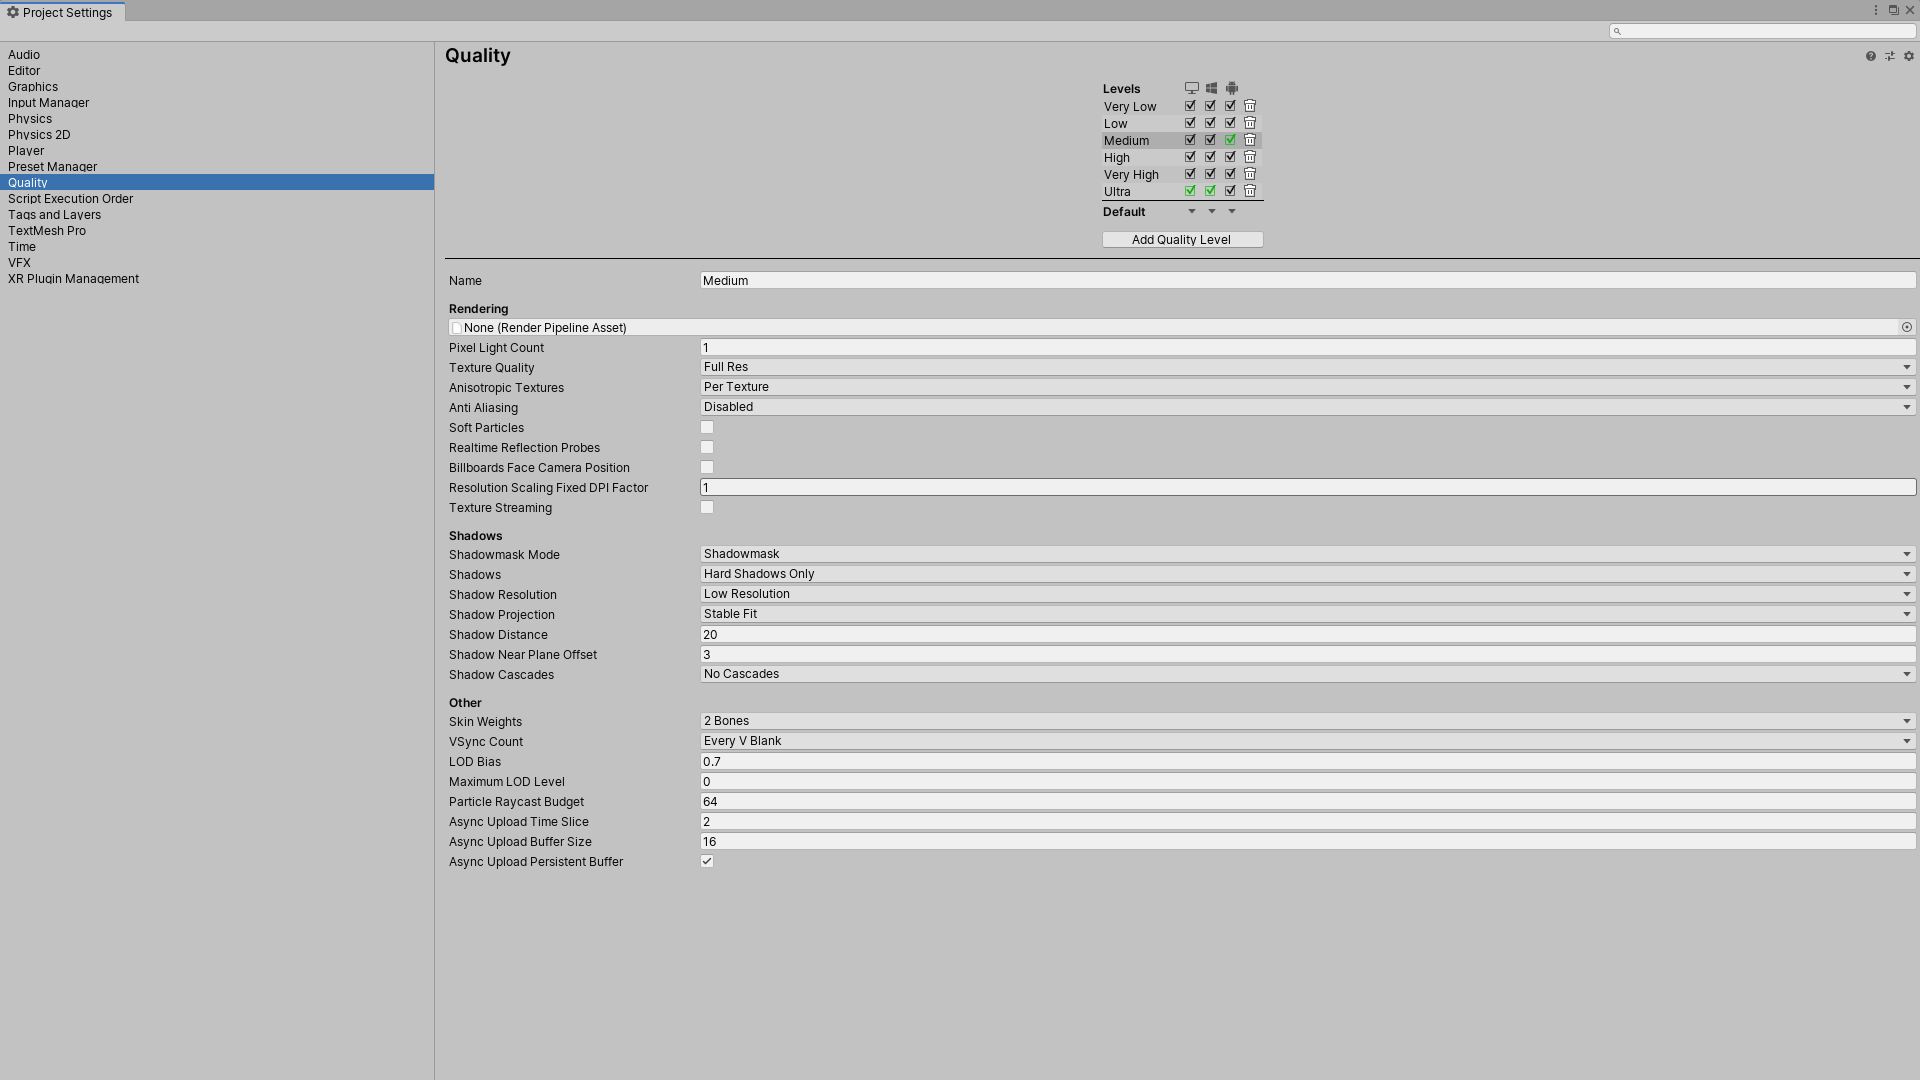 Project Settings
Audio
Editor
Graphics
Input Manager
Physics
Physics 2D
Player
Preset Manager
Quality
Script Execution Order
Tags and Layers
TextMesh Pro
Time
VFX
XR Plugin Management
Quality
Levels
Very Low
Low
Medium
High
Very High
Ultra
Default
Add Quality Level
Name Medium
Rendering
None (Render Pipeline Asset)
Pixel Light Count 1
Texture Quality Full Res
Anisotropic Textures Per Texture
Anti Aliasing Disabled
Soft Particles
Realtime Reflection Probes
Billboards Face Camera Position
Resolution Scaling Fixed DPI Factor 1
Texture Streaming
Shadows
Shadowmask Mode Shadowmask
Shadows Hard Shadows Only
Shadow Resolution Low Resolution
Shadow Projection Stable Fit
Shadow Distance 20
Shadow Near Plane Offset 3
Shadow Cascades No Cascades
Other
Skin Weights 2 Bones
VSync Count Every V Blank
LOD Bias 0.7
Maximum LOD Level 0
Particle Raycast Budget 64
Async Upload Time Slice 2
Async Upload Buffer Size 16
Async Upload Persistent Buffer